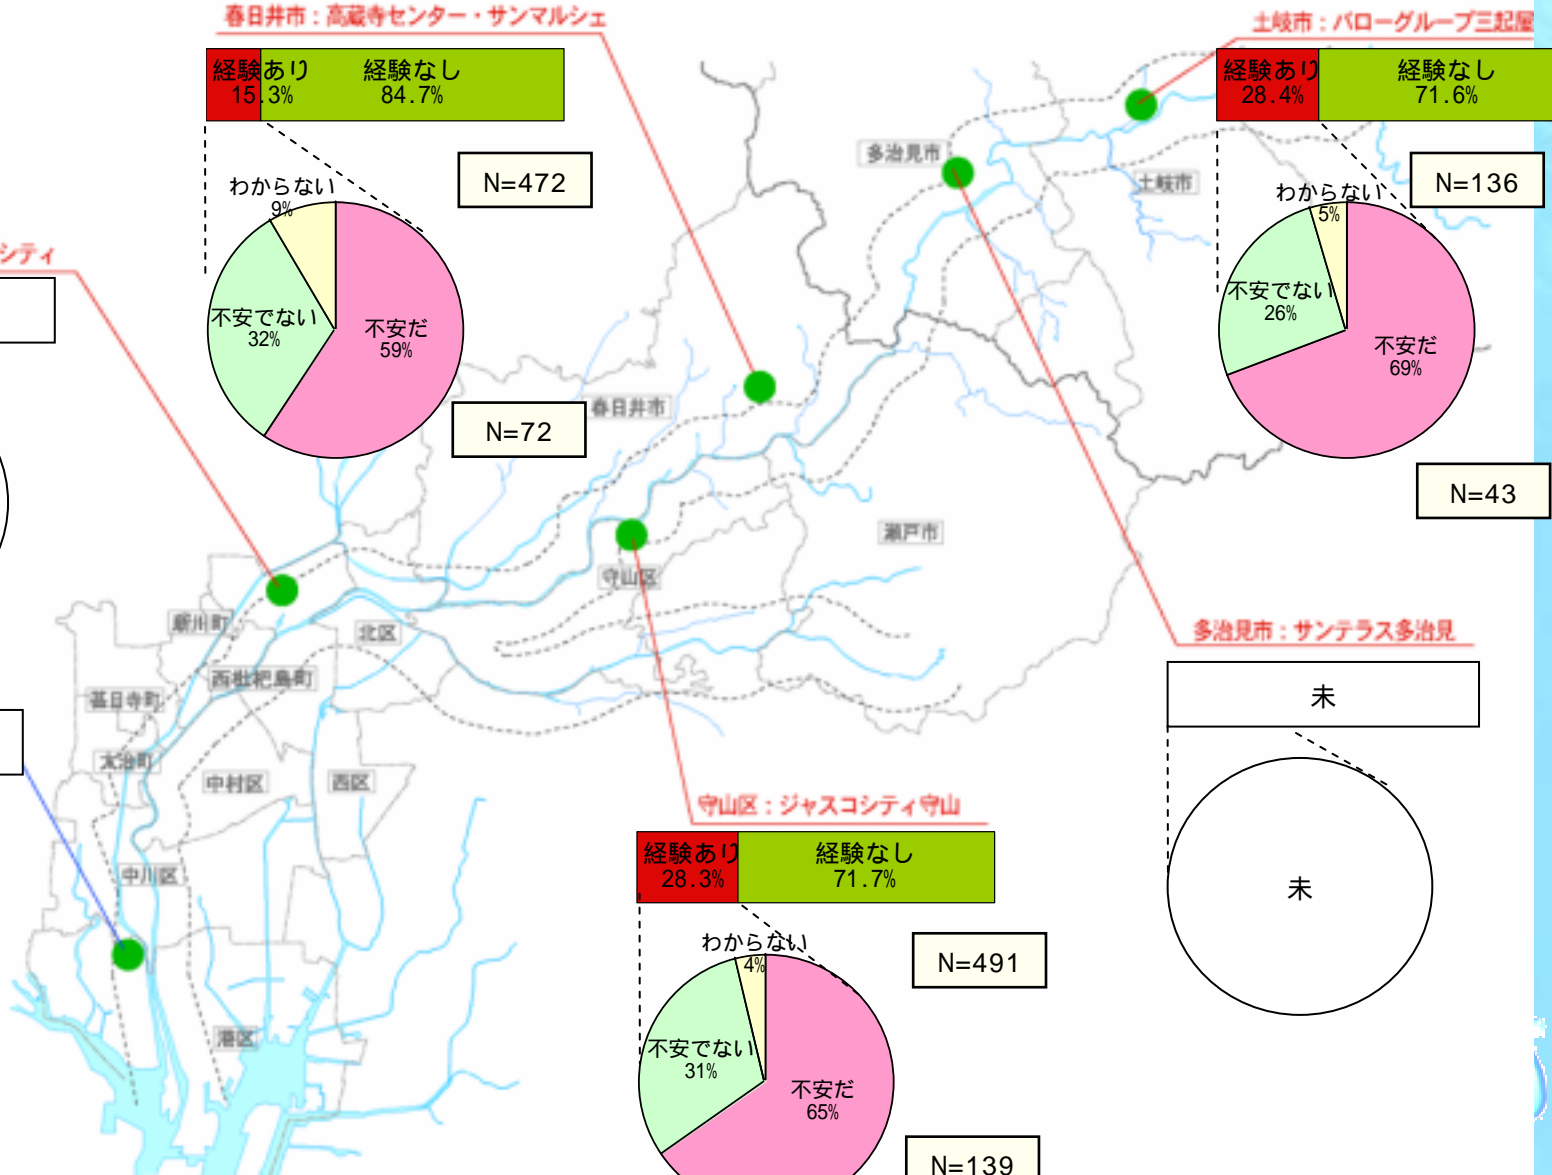 春日井市：高蔵寺センター・サンマルシェ
経験あり
15.3%
経験なし
84.7%
N=472
わからない
9%
不安でない
32%
不安だ
59%
N=72
土岐市：バローグループ三起屋
経験あり
28.4%
経験なし
71.6%
N=136
わからない
5%
不安でない
26%
不安だ
69%
N=43
シティ
多治見市
土岐市
春日井市
瀬戸市
守山区
新川町
北区
西枇杷島町
甚目寺町
大治町
中村区
西区
中川区
港区
多治見市：サンテラス多治見
未
未
守山区：ジャスコシティ守山
経験あり
28.3%
経験なし
71.7%
N=491
わからない
4%
不安でない
31%
不安だ
65%
N=139